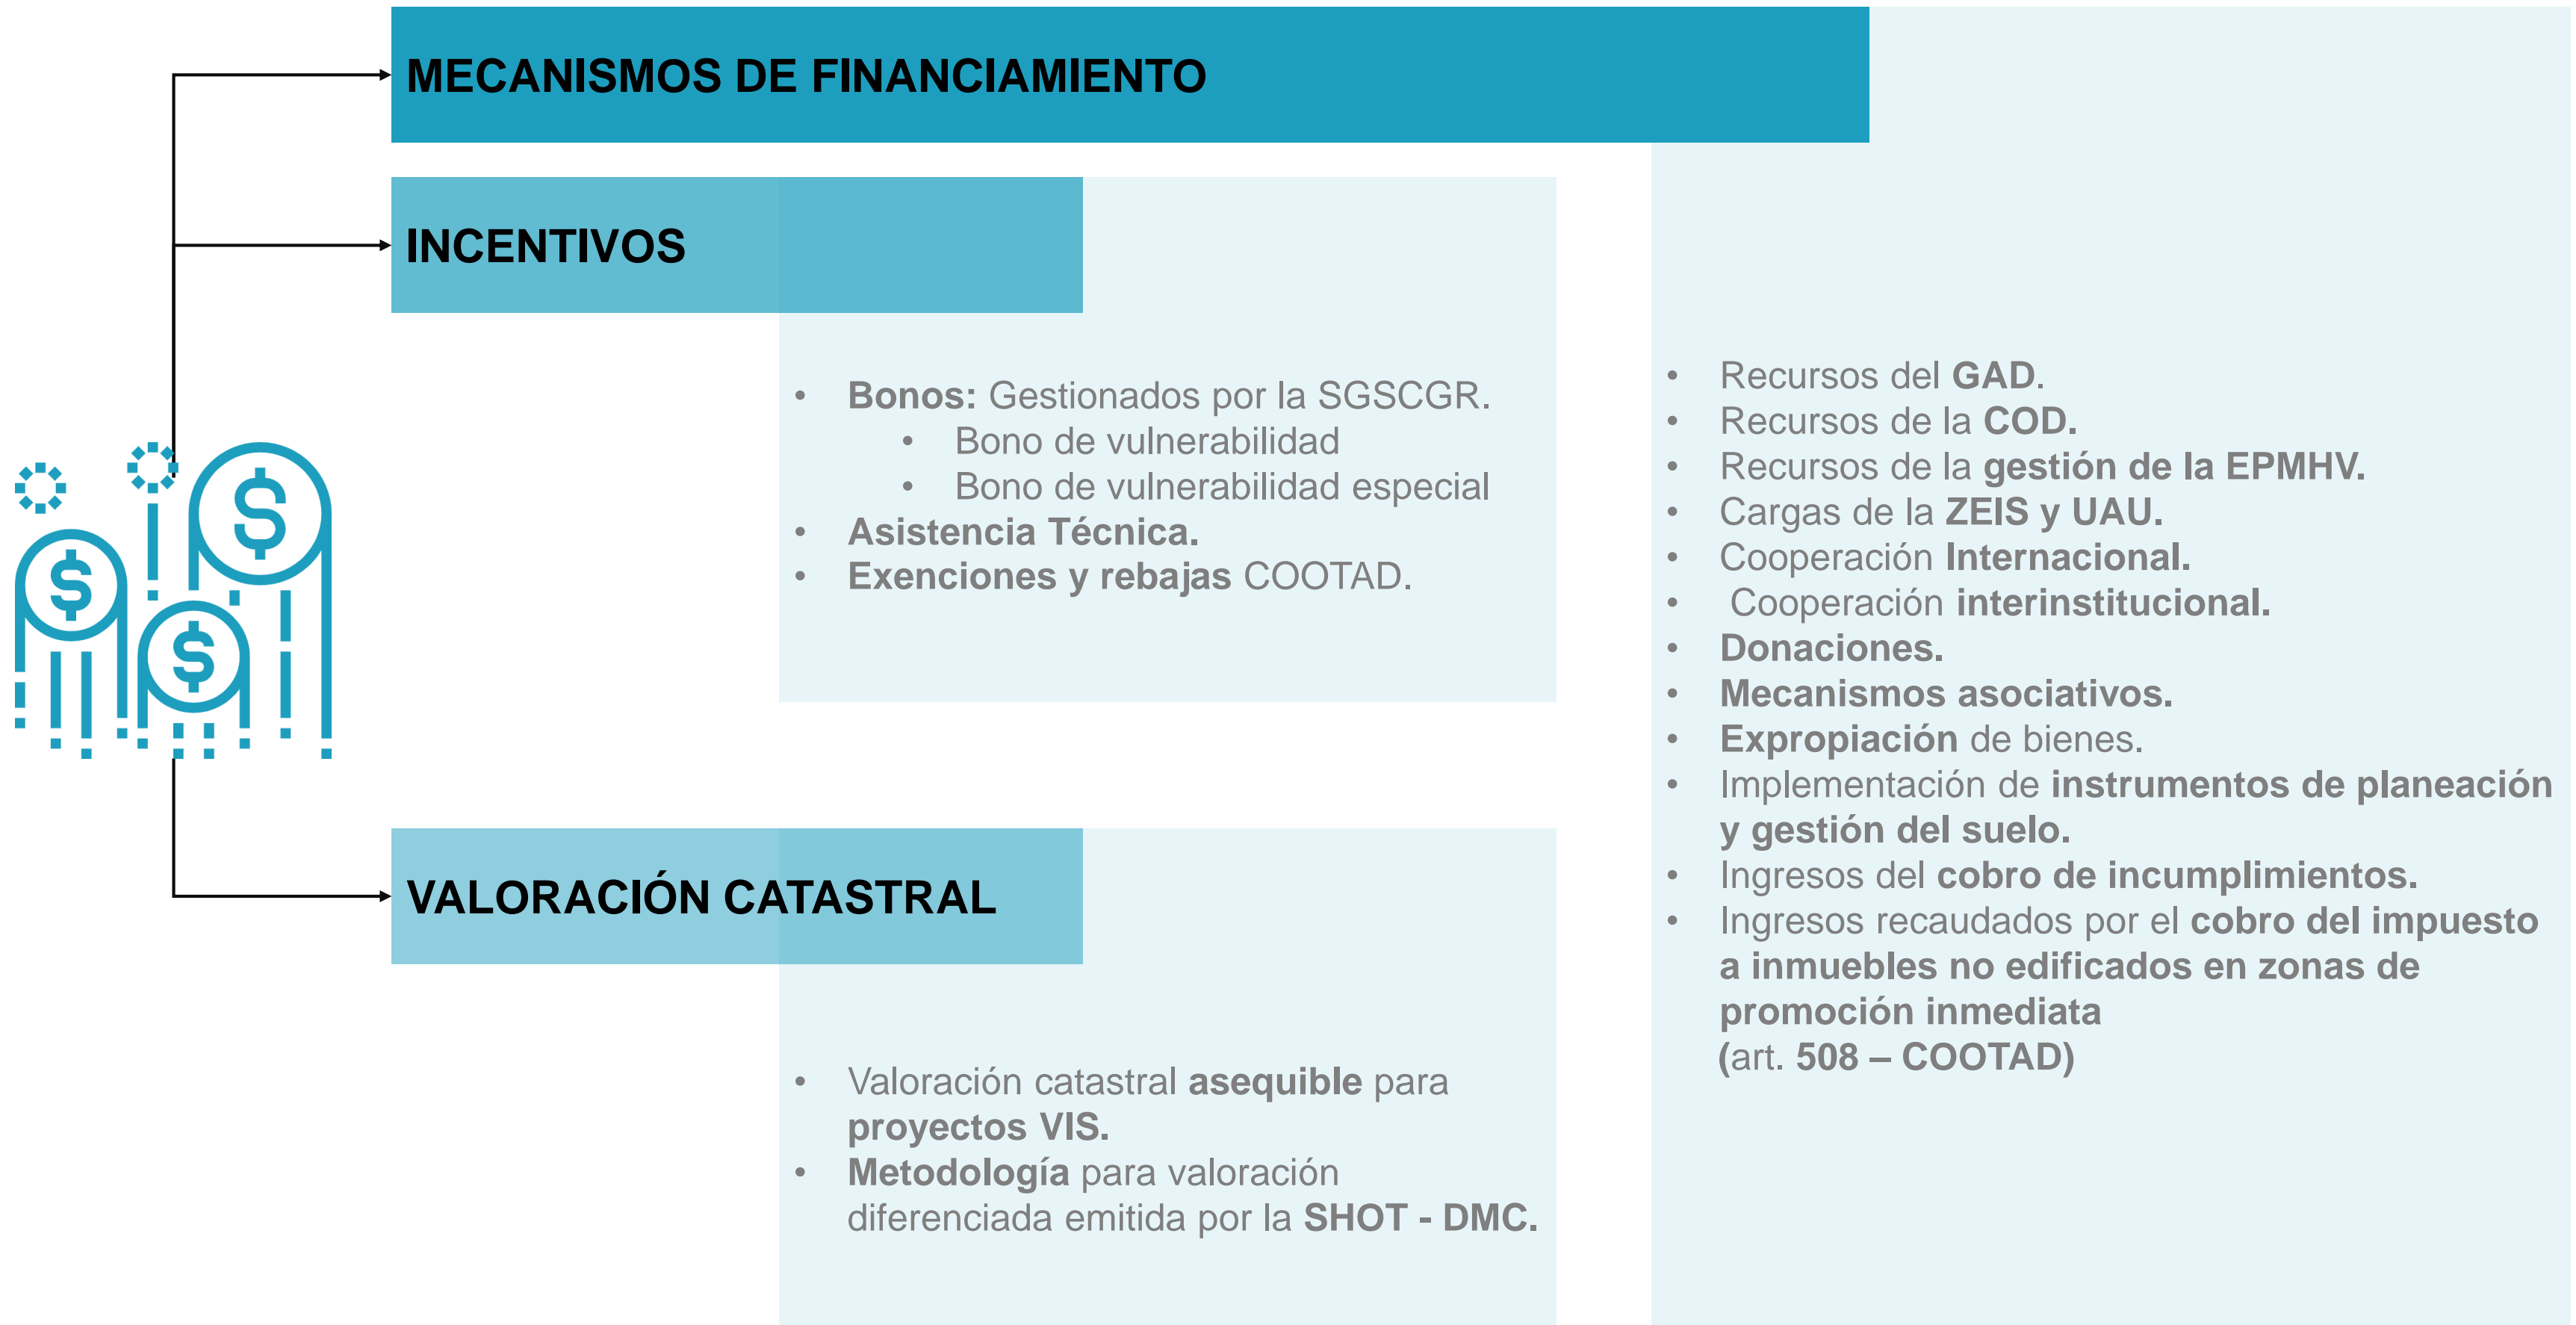 MECANISMOS DE FINANCIAMIENTO
INCENTIVOS
• Bonos: Gestionados por la SGSCGR.
• Bono de vulnerabilidad
• Bono de vulnerabilidad especial
• Asistencia Técnica.
• Exenciones y rebajas COOTAD.
VALORACIÓN CATASTRAL
• Valoración catastral asequible para
proyectos VIS.
• Metodología para valoración
diferenciada emitida por la SHOT - DMC.
• Recursos del GAD.
• Recursos de la COD.
• Recursos de la gestión de la EPMHV.
• Cargas de la ZEIS y UAU.
• Cooperación Internacional.
• Cooperación interinstitucional.
• Donaciones.
• Mecanismos asociativos.
• Expropiación de bienes.
• Implementación de instrumentos de planeación
y gestión del suelo.
• Ingresos del cobro de incumplimientos.
• Ingresos recaudados por el cobro del impuesto
a inmuebles no edificados en zonas de
promoción inmediata
(art. 508 – COOTAD)
$
$
$